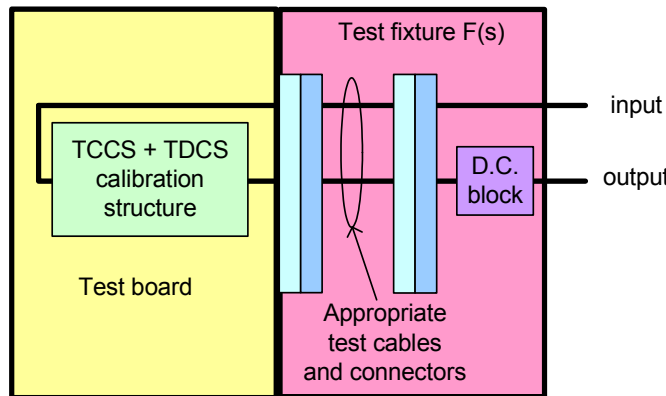 Test fixture F(s)
input
TCCS + TDCS
calibration
structure
D.C.
block
output
Test board
Appropriate
test cables
and connectors